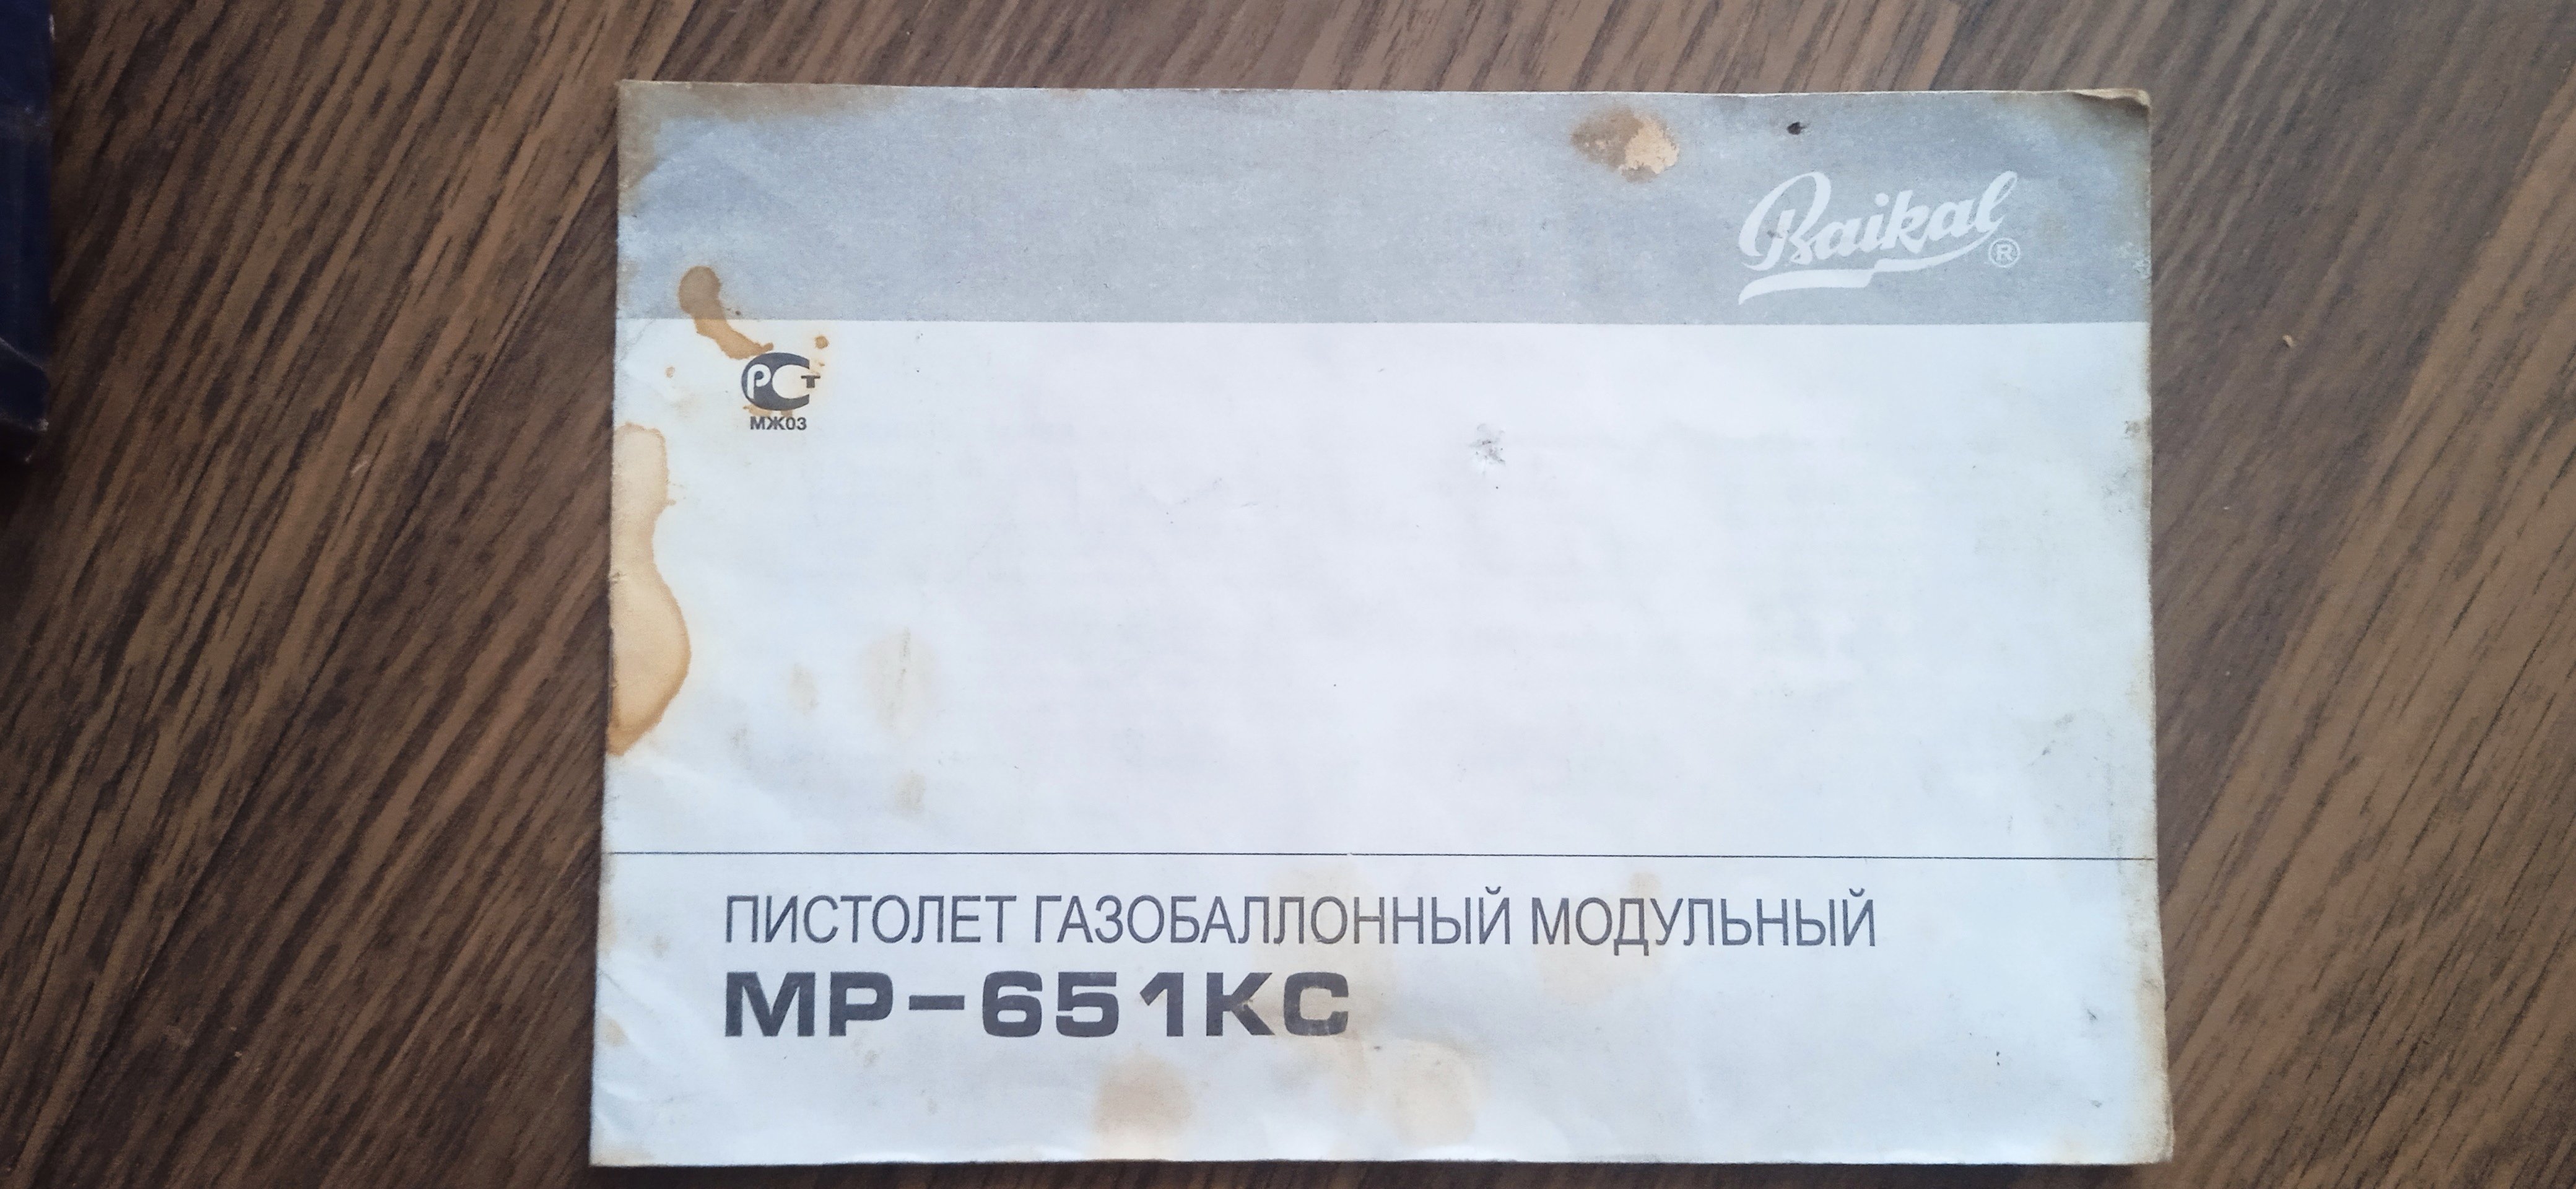 Baikal ®
РСТ
МЖ03
ПИСТОЛЕТ ГАЗОБАЛЛОННЫЙ МОДУЛЬНЫЙ
МР-651КС